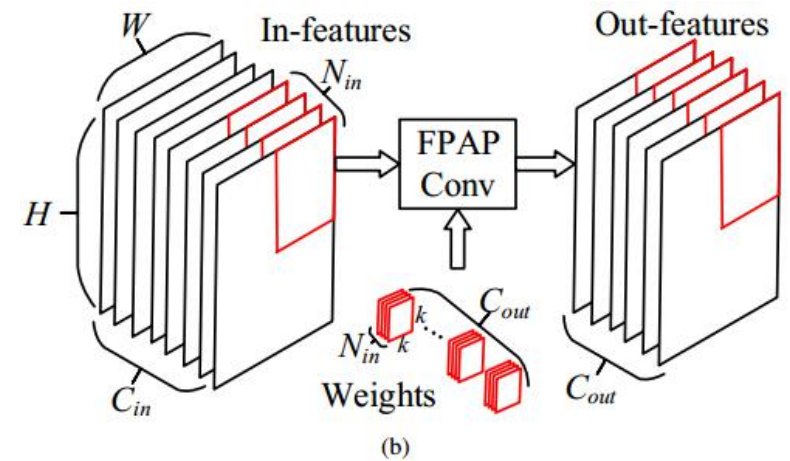 W
In-features
Out-features
N_in
FPAP
Conv
H
C_out
k
...
N_in
k
Weights
C_in
C_out
(b)